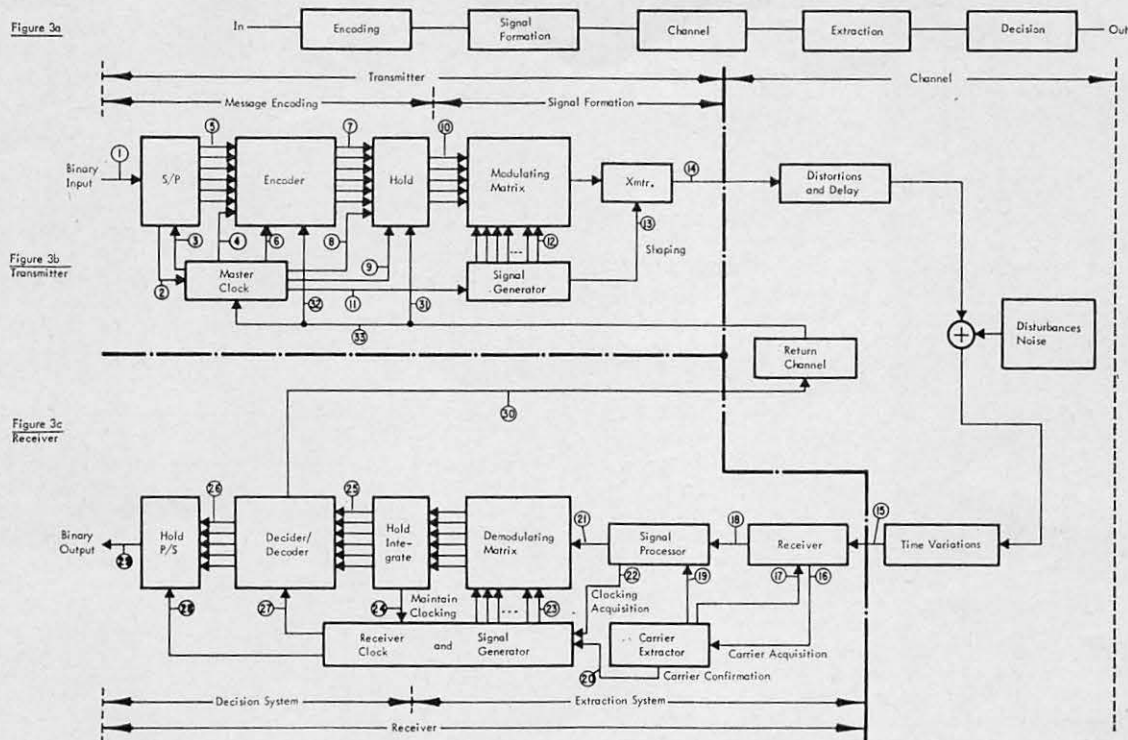 Figure 3a
In
Encoding
Signal
Formation
Channel
Extraction
Decision
Out
Transmitter
Channel
Message Encoding
Signal Formation
Binary
Input
1
S/P
5
Encoder
7
Hold
10
Modulating
Matrix
Xmtr.
14
Distortions
and Delay
3
4
6
8
9
12
13
Shaping
Figure 3b
Transmitter
2
Master
Clock
11
Signal
Generator
32
31
33
Disturbances
Noise
+
Return
Channel
30
Figure 3c
Receiver
Binary
Output
29
Hold
P/S
26
Decider/
Decoder
25
Hold
Inte-
grate
Demodulating
Matrix
21
Signal
Processor
18
Receiver
15
Time Variations
28
27
24
Maintain
Clocking
23
22
Clocking
Acquisition
19
17
16
Receiver
Clock
and
Signal
Generator
Carrier
Extractor
Carrier Acquisition
20
Carrier Confirmation
Decision System
Extraction System
Receiver